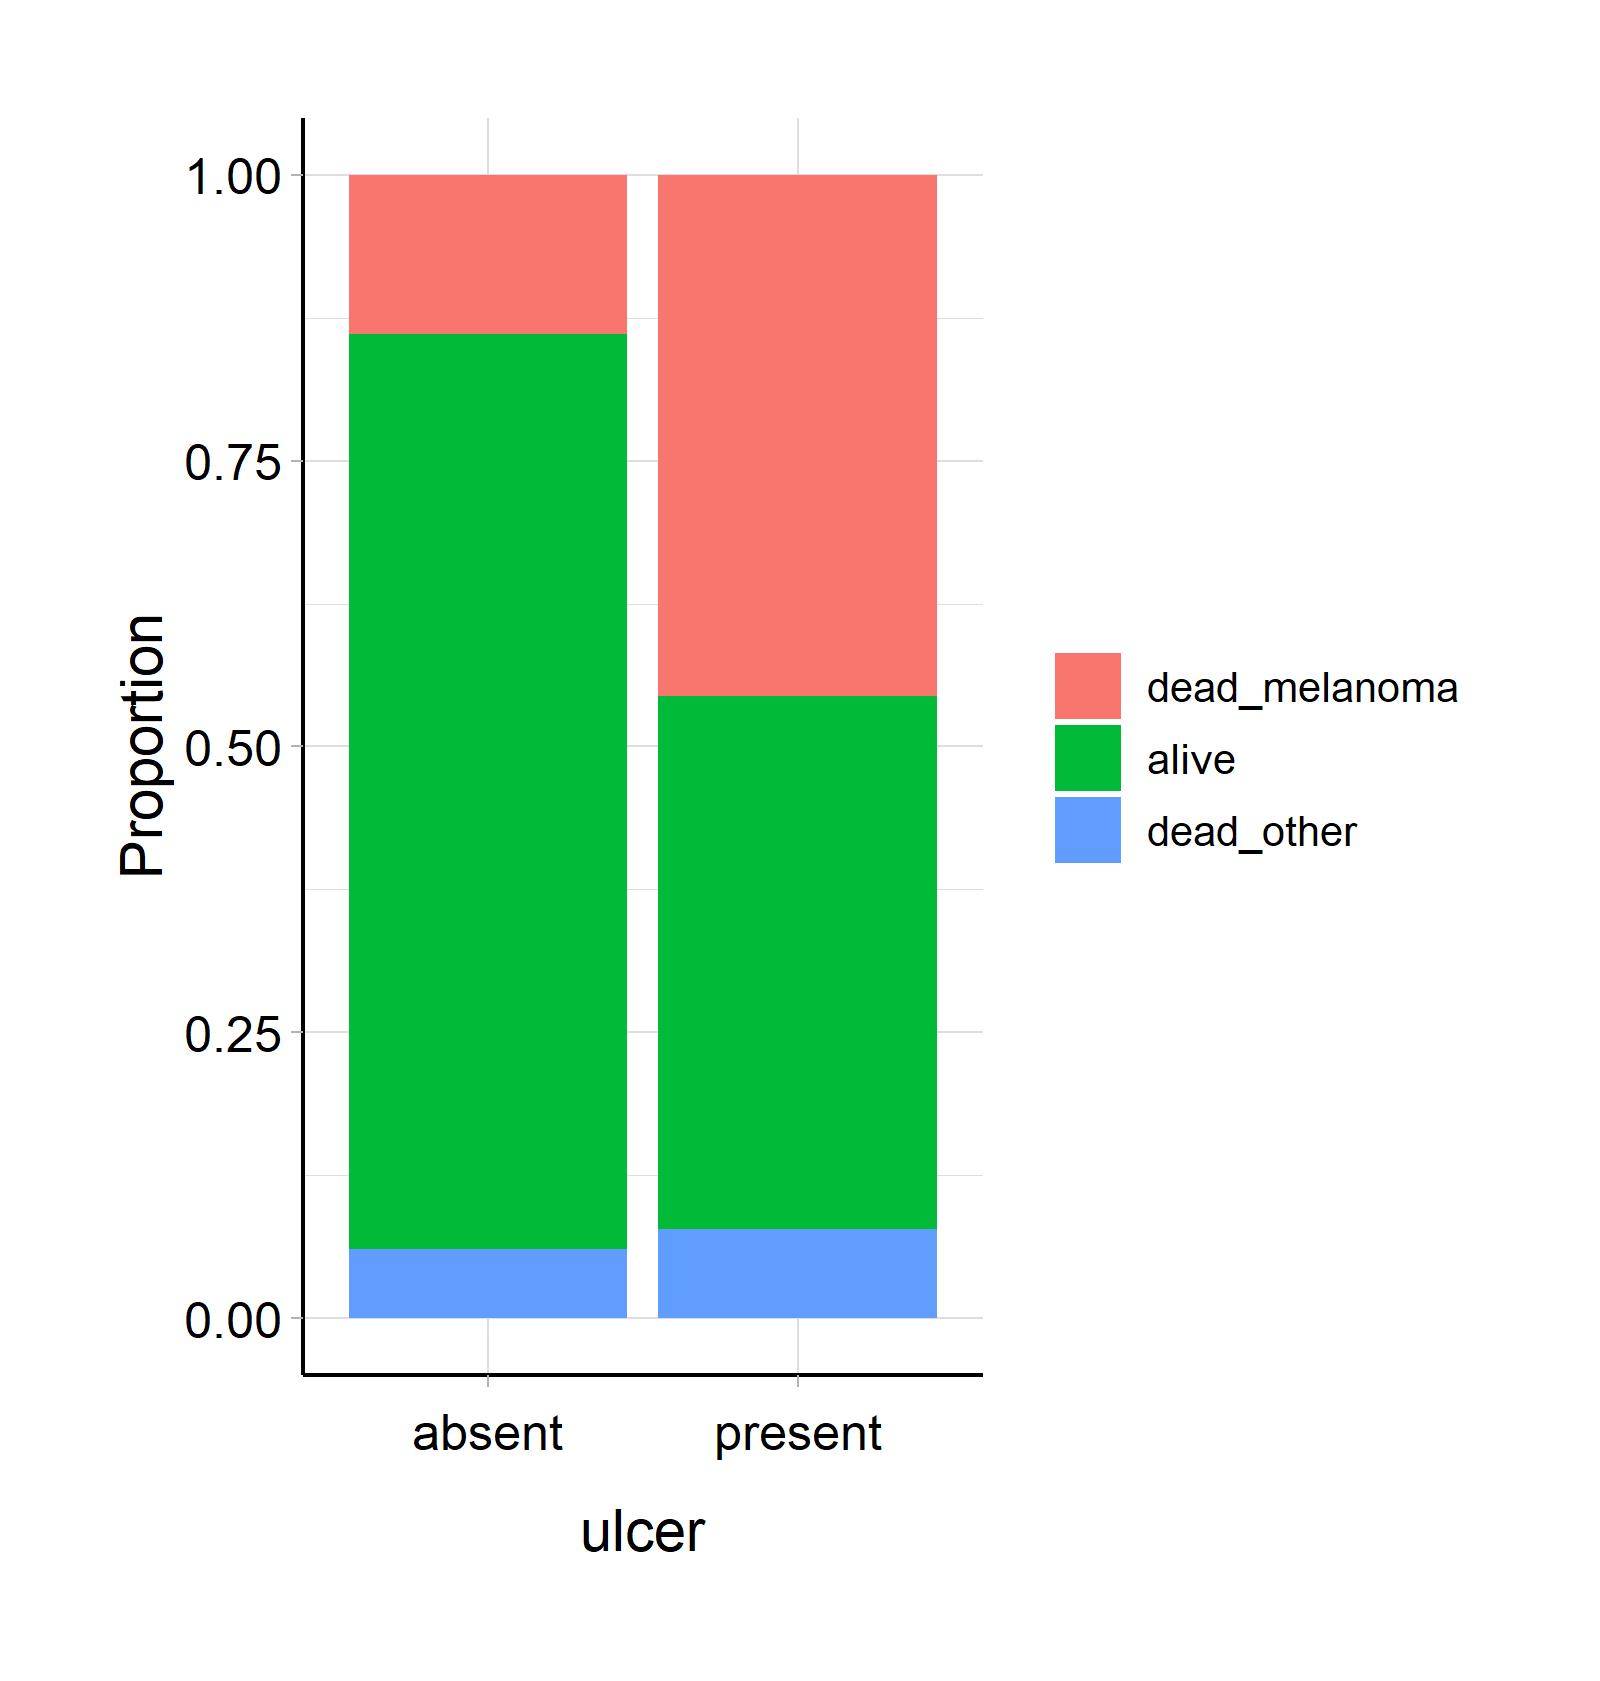 Proportion
1.00
0.75
0.50
0.25
0.00
absent present
ulcer
dead_melanoma
alive
dead_other